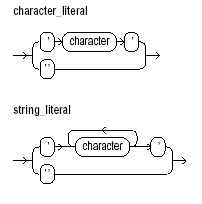 character_literal
' character '
''
string_literal
' character '
''